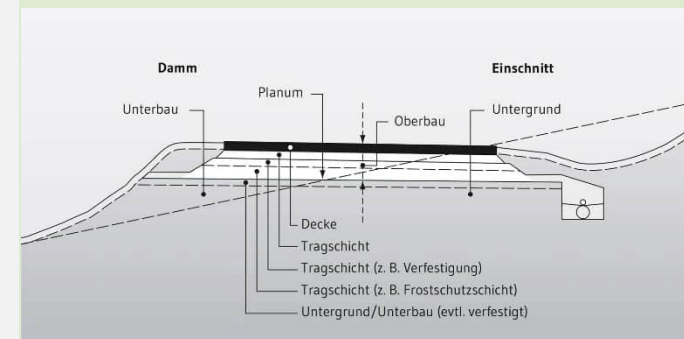 Damm
Einschnitt
Planum
Unterbau
Oberbau
Untergrund
Decke
Tragschicht
Tragschicht (z. B. Verfestigung)
Tragschicht (z. B. Frostschutzschicht)
Untergrund/Unterbau (evtl. verfestigt)